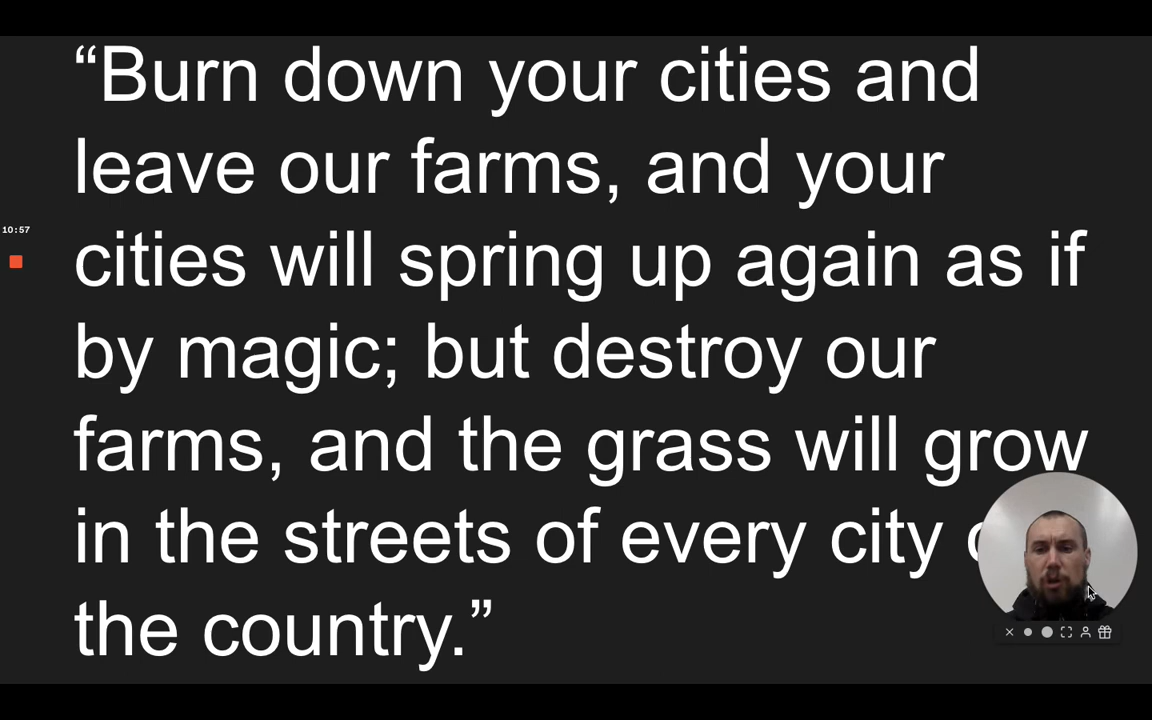 “Burn down your cities and
leave our farms, and your
cities will spring up again as if
by magic; but destroy our
farms, and the grass will grow
in the streets of every city
the country.”
10:57